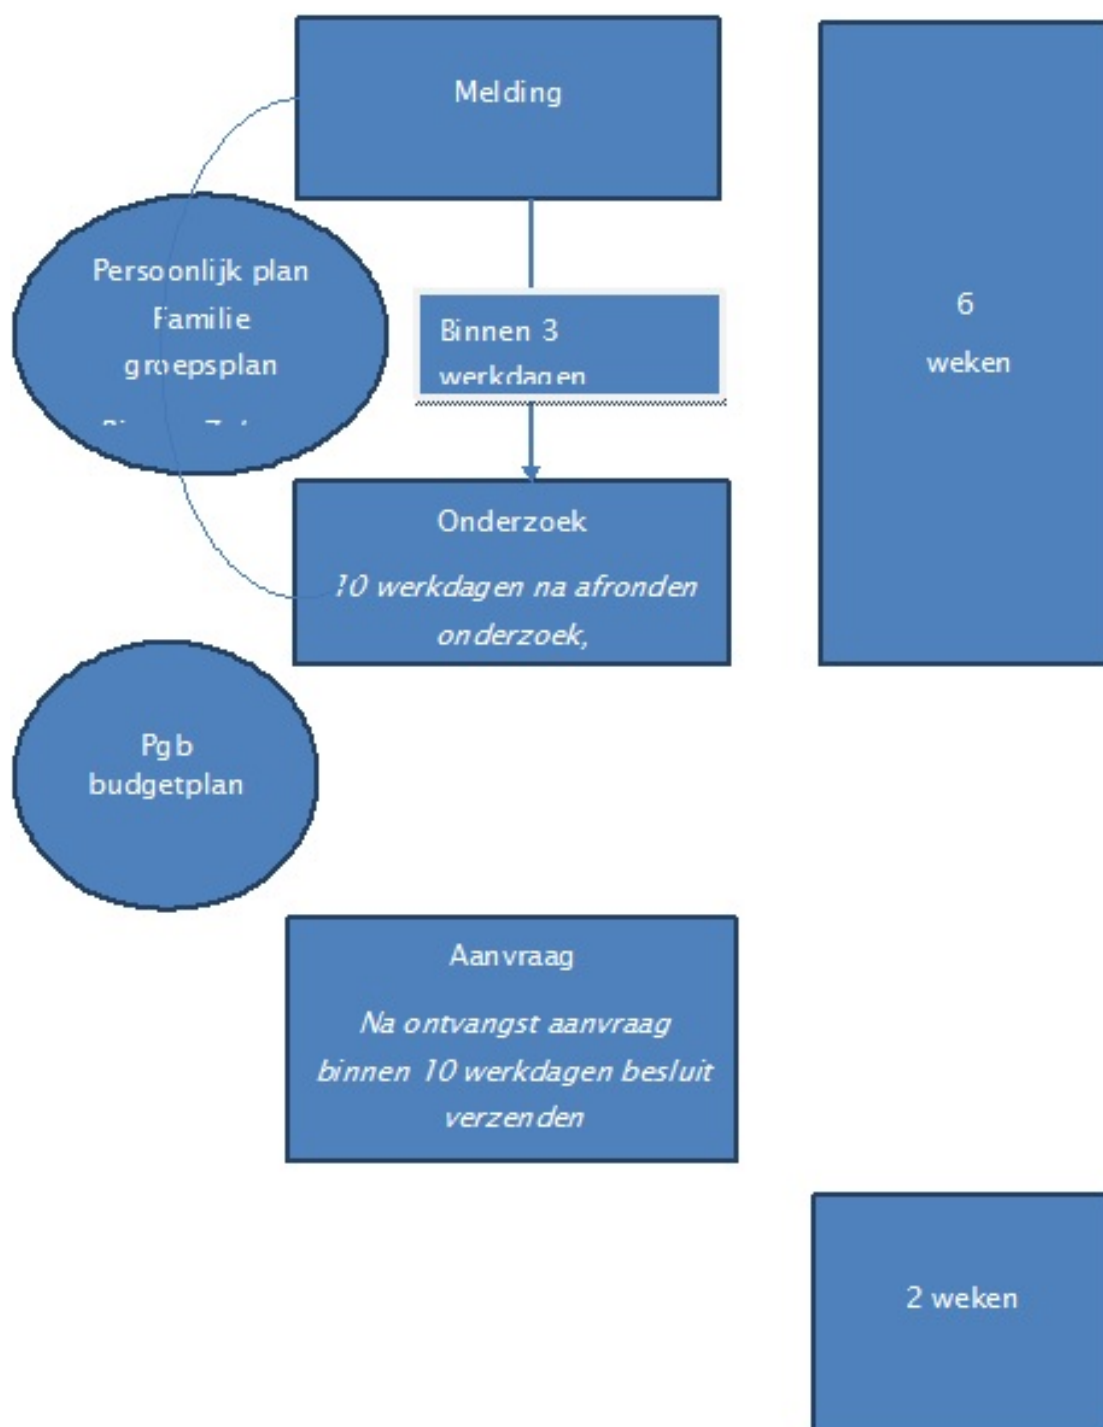 Melding
Persoonlijk plan
Familie
groepsplan
Binnen 3
werkdagen
6
weken
Onderzoek
10 werkdagen na afronden
onderzoek,
Pgb
budgetplan
Aanvraag
Na ontvangst aanvraag
binnen 10 werkdagen besluit
verzenden
2 weken